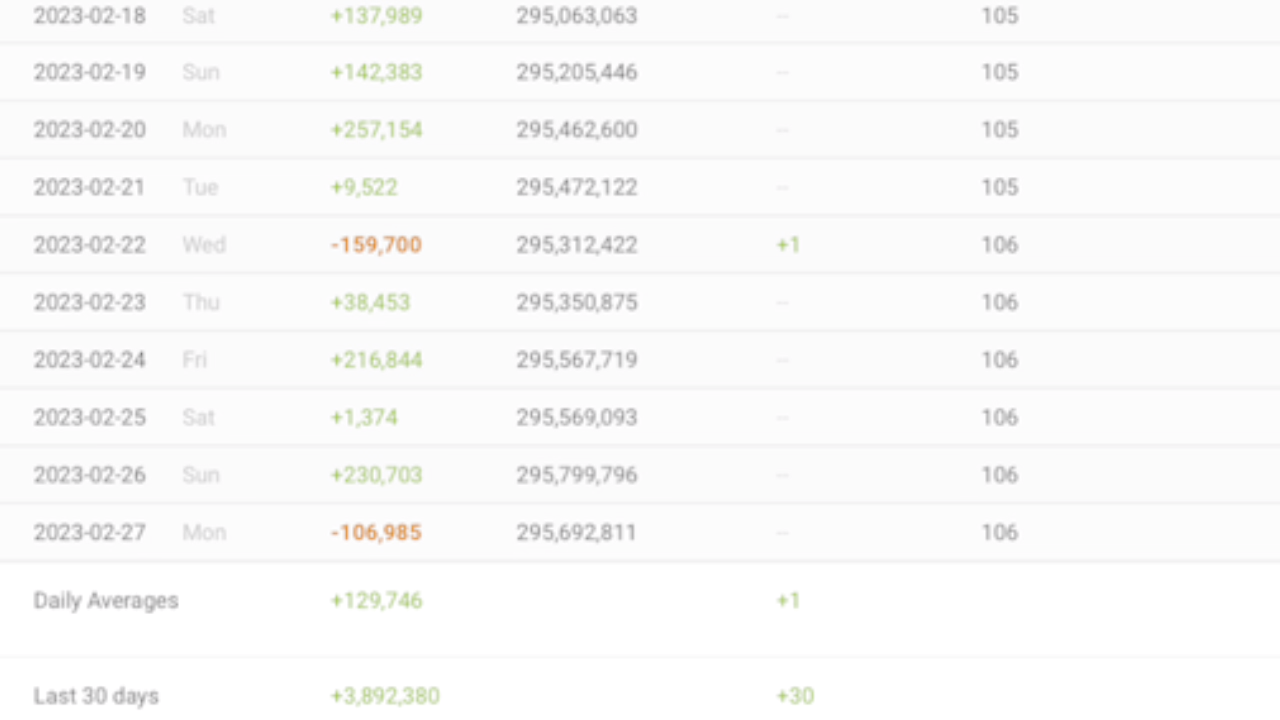 2023-02-18 Sat +137,989 295,063,063 -- 105
2023-02-19 Sun +142,383 295,205,446 -- 105
2023-02-20 Mon +257,154 295,462,600 -- 105
2023-02-21 Tue +9,522 295,472,122 -- 105
2023-02-22 Wed -159,700 295,312,422 +1 106
2023-02-23 Thu +38,453 295,350,875 -- 106
2023-02-24 Fri +216,844 295,567,719 -- 106
2023-02-25 Sat +1,374 295,569,093 -- 106
2023-02-26 Sun +230,703 295,799,796 -- 106
2023-02-27 Mon -106,985 295,692,811 -- 106
Daily Averages +129,746 +1
Last 30 days +3,892,380 +30